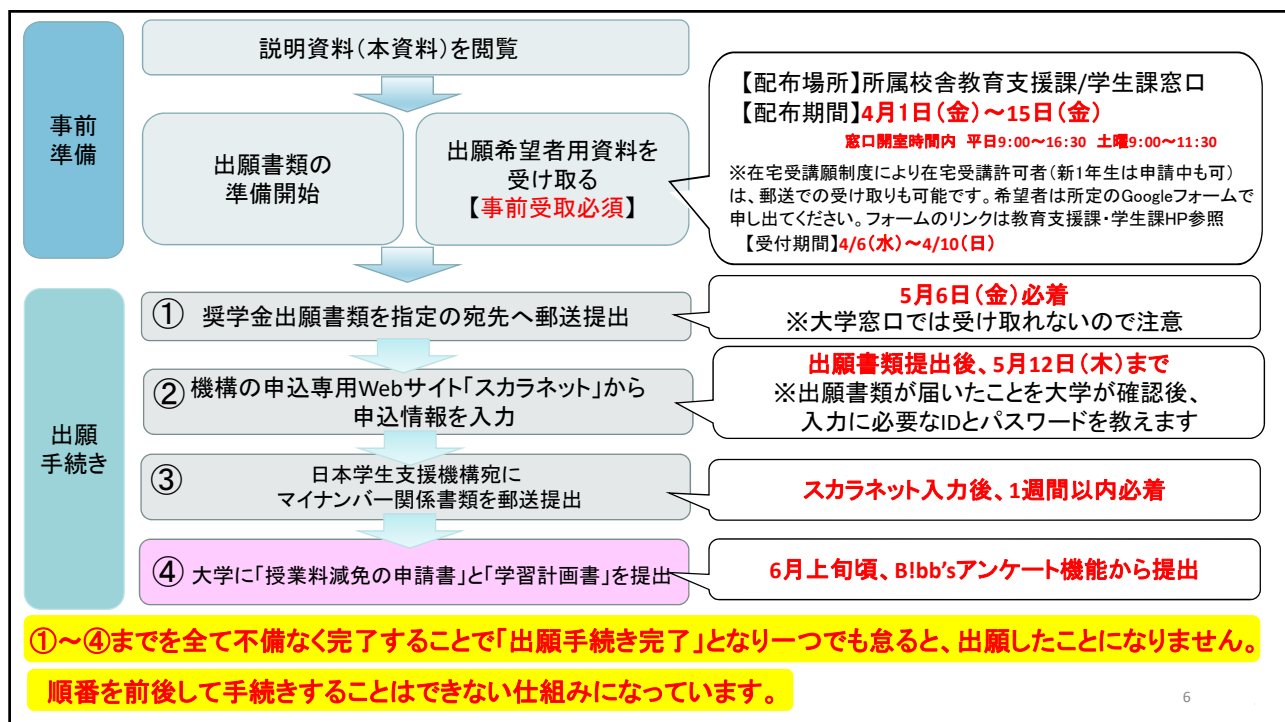 事前
準備
説明資料(本資料)を閲覧
出願書類の
準備開始
出願希望者用資料を
受け取る
【事前受取必須】
【配布場所】所属校舎教育支援課/学生課窓口
【配布期間】4月1日(金)～15日(金)
窓口開室時間内 平日9:00～16:30 土曜9:00～11:30
※在宅受講願制度により在宅受講許可者(新1年生は申請中も可)
は、郵送での受け取りも可能です。希望者は所定のGoogleフォームで
申し出てください。フォームのリンクは教育支援課・学生課HP参照
【受付期間】4/6(水)～4/10(日)
出願
手続き
① 奨学金出願書類を指定の宛先へ郵送提出
5月6日(金)必着
※大学窓口では受け取れないので注意
② 機構の申込専用Webサイト「スカラネット」から
申込情報を入力
出願書類提出後、5月12日(木)まで
※出願書類が届いたことを大学が確認後、
入力に必要なIDとパスワードを教えます
③ 日本学生支援機構宛に
マイナンバー関係書類を郵送提出
スカラネット入力後、1週間以内必着
④ 大学に「授業料減免の申請書」と「学習計画書」を提出
6月上旬頃、B!bb'sアンケート機能から提出
①～④までを全て不備なく完了することで「出願手続き完了」となり一つでも怠ると、出願したことになりません。
順番を前後して手続きすることはできない仕組みになっています。
6